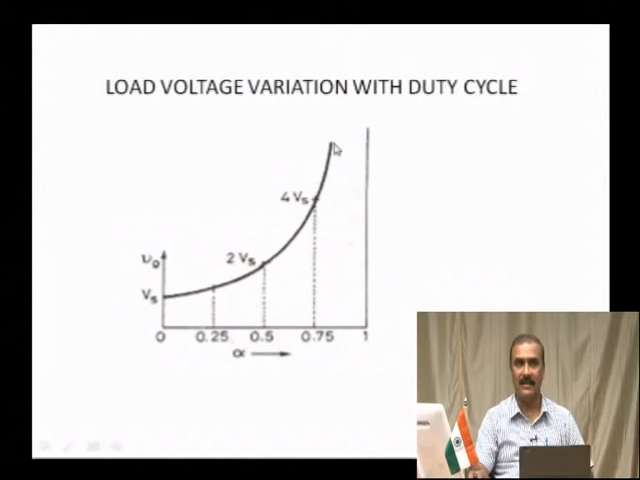 LOAD VOLTAGE VARIATION WITH DUTY CYCLE
4 Vs
υo
2 Vs
Vs
0 0.25 0.5 0.75 1
α